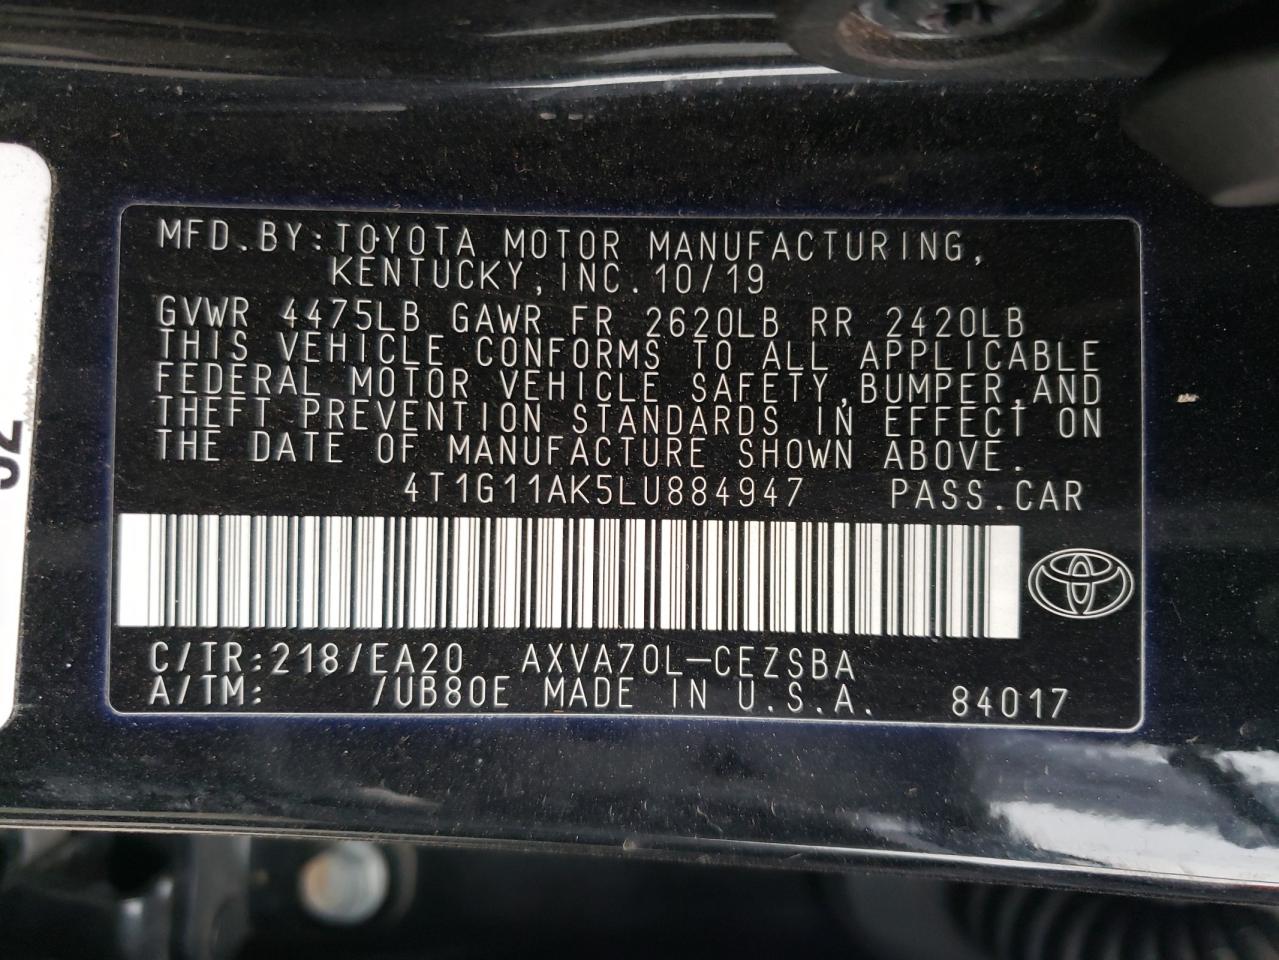 MFD.BY:TOYOTA MOTOR MANUFACTURING,
KENTUCKY,INC.10/19
GVWR 4475LB GAWR FR 2620LB RR 2420LB
THIS VEHICLE CONFORMS TO ALL APPLICABLE
FEDERAL MOTOR VEHICLE SAFETY,BUMPER,AND
THEFT PREVENTION STANDARDS IN EFFECT ON
THE DATE OF MANUFACTURE SHOWN ABOVE.
4T1G11AK5LU884947 PASS.CAR
C/TR:218/EA20 AXVA70L-CEZSBA
A/TM: /UB80E MADE IN U.S.A. 84017